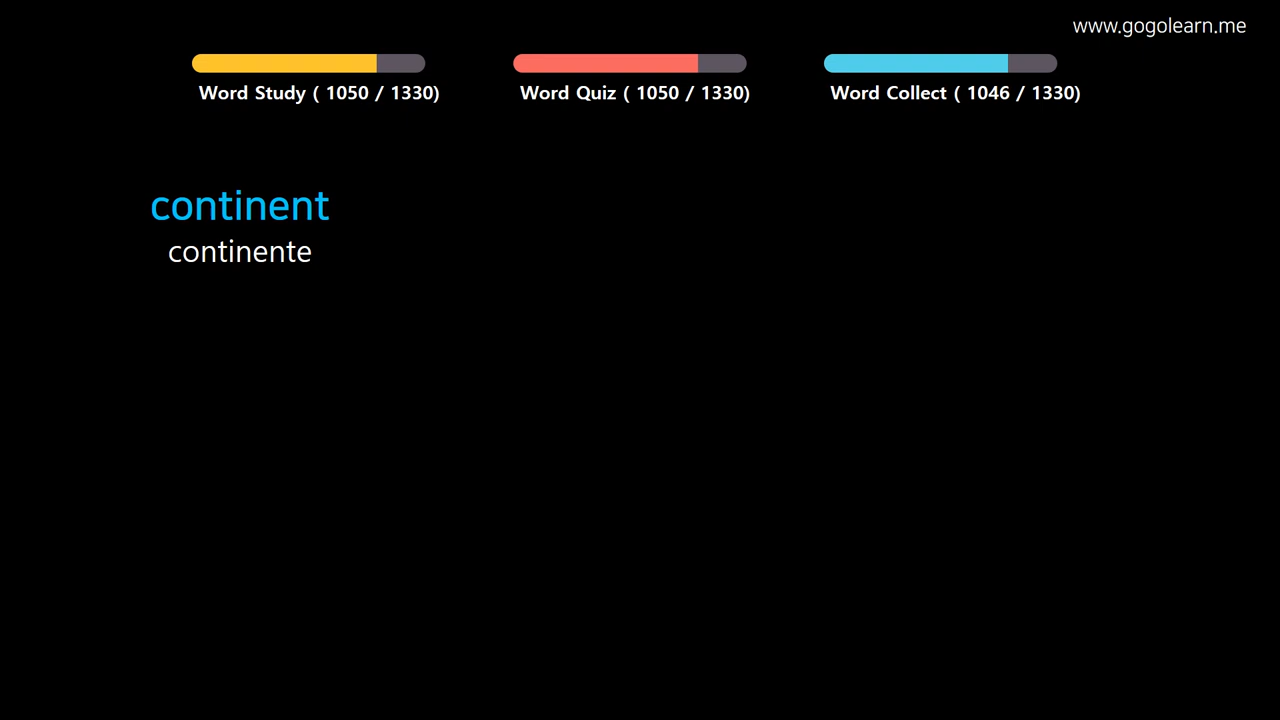 www.gogolearn.me
Word Study ( 1050 / 1330)
Word Quiz ( 1050 / 1330)
Word Collect ( 1046 / 1330)
continent
continente